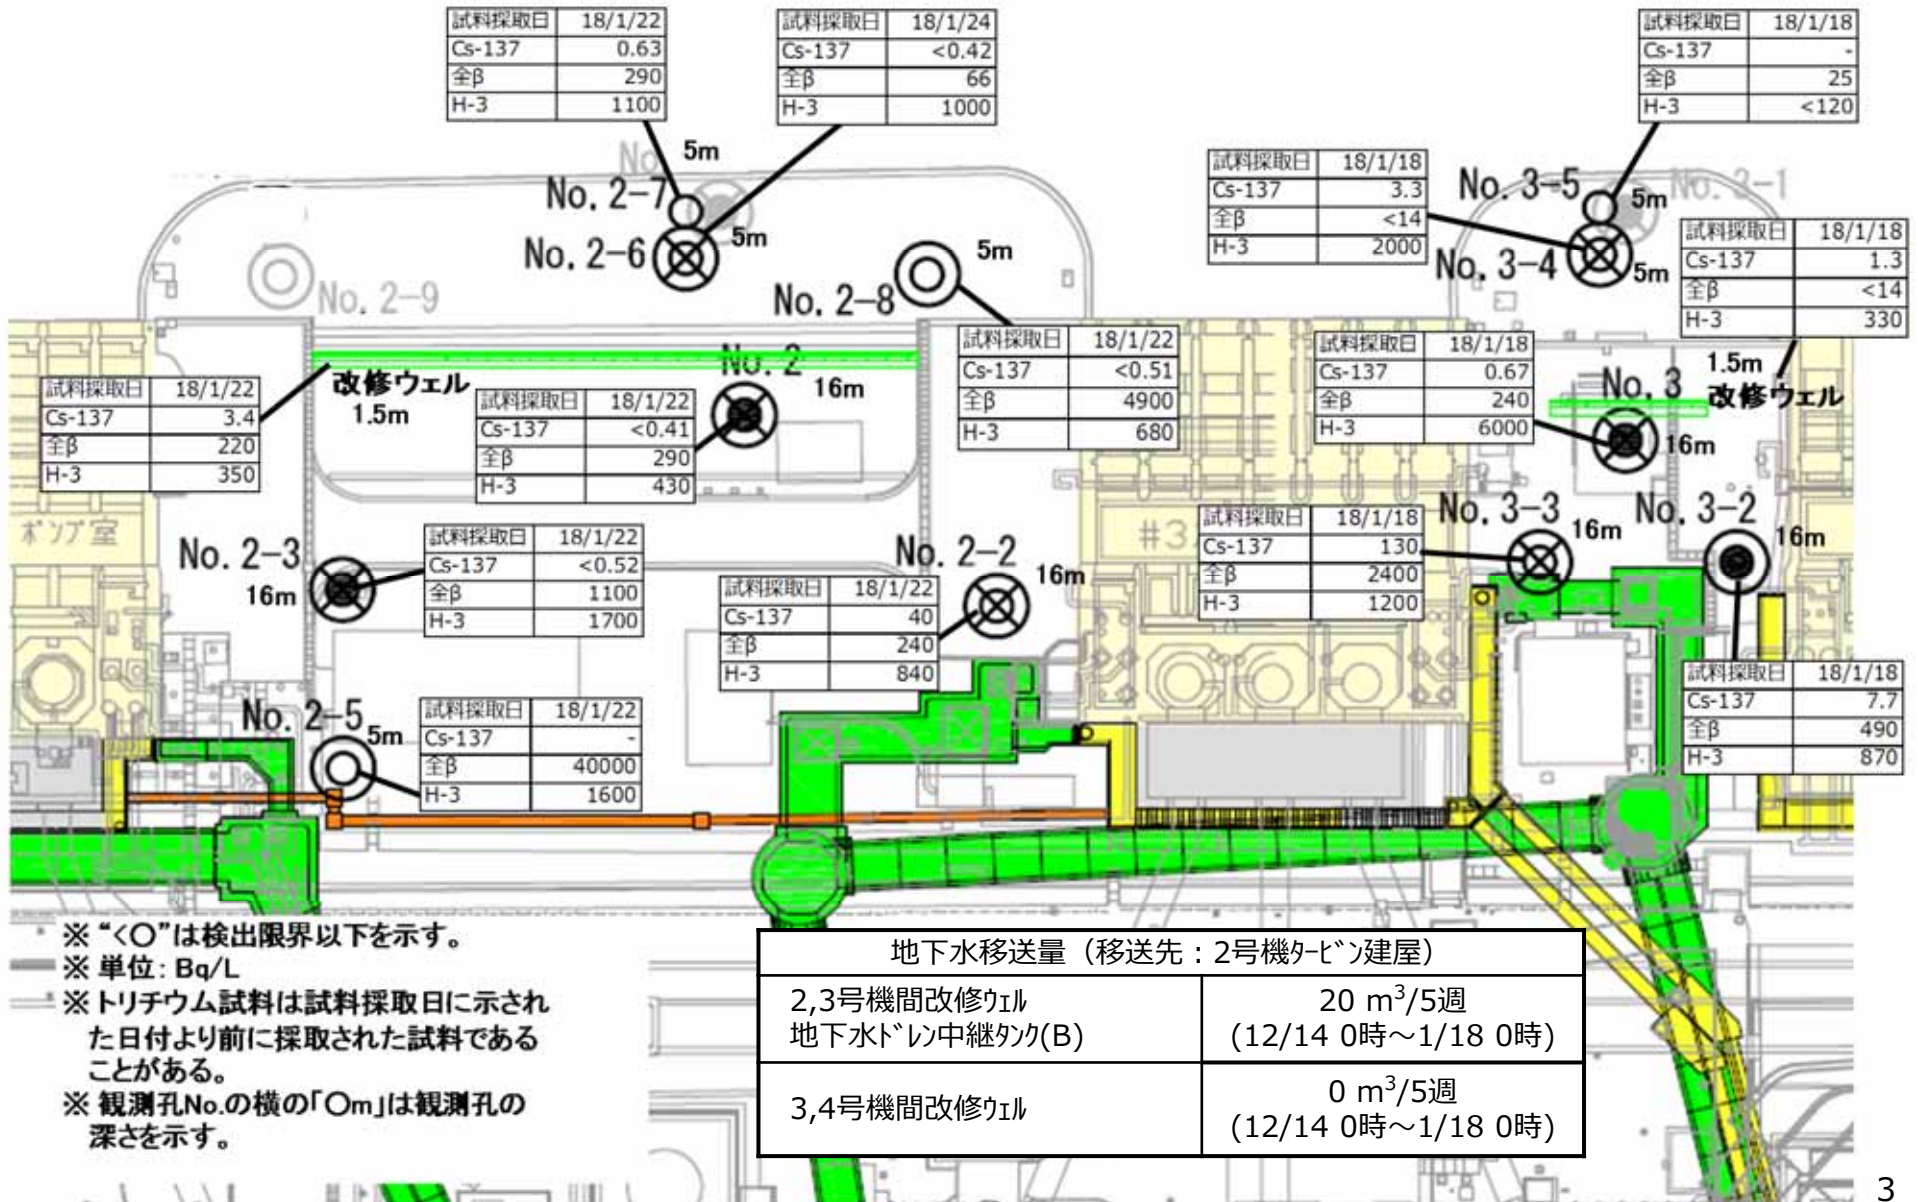 試料採取日 18/1/22
Cs-137 0.63
全β 290
H-3 1100
試料採取日 18/1/24
Cs-137 <0.42
全β 66
H-3 1000
試料採取日 18/1/18
Cs-137 -
全β 25
H-3 <120
試料採取日 18/1/18
Cs-137 3.3
全β <14
H-3 2000
試料採取日 18/1/18
Cs-137 1.3
全β <14
H-3 330
No 5m
No. 2-7
No. 2-6 5m
No. 2-8 5m
No. 2-9
No. 3-5 5m
No. 3-4 5m
試料採取日 18/1/22
Cs-137 3.4
全β 220
H-3 350
改修ウェル
1.5m
試料採取日 18/1/22
Cs-137 <0.41
全β 290
H-3 430
No. 2
16m
試料採取日 18/1/22
Cs-137 <0.51
全β 4900
H-3 680
試料採取日 18/1/18
Cs-137 0.67
全β 240
H-3 6000
No. 3
16m
1.5m
改修ウェル
ポンプ室
No. 2-3
16m
試料採取日 18/1/22
Cs-137 <0.52
全β 1100
H-3 1700
No. 2-2
16m
試料採取日 18/1/22
Cs-137 40
全β 240
H-3 840
#3
試料採取日 18/1/18
Cs-137 130
全β 2400
H-3 1200
No. 3-3
16m
No. 3-2
16m
試料採取日 18/1/18
Cs-137 7.7
全β 490
H-3 870
No. 2-5
5m
試料採取日 18/1/22
Cs-137 -
全β 40000
H-3 1600
※ “<〇”は検出限界以下を示す。
※ 単位: Bq/L
※ トリチウム試料は試料採取日に示され
た日付より前に採取された試料である
ことがある。
※ 観測孔No.の横の「〇m」は観測孔の
深さを示す。
地下水移送量（移送先：2号機ﾀｰﾋﾞﾝ建屋）
2,3号機間改修ｳｪﾙ
地下水ﾄﾞﾚﾝ中継ﾀﾝｸ(B)
20 m³/5週
(12/14 0時～1/18 0時)
3,4号機間改修ｳｪﾙ
0 m³/5週
(12/14 0時～1/18 0時)
3